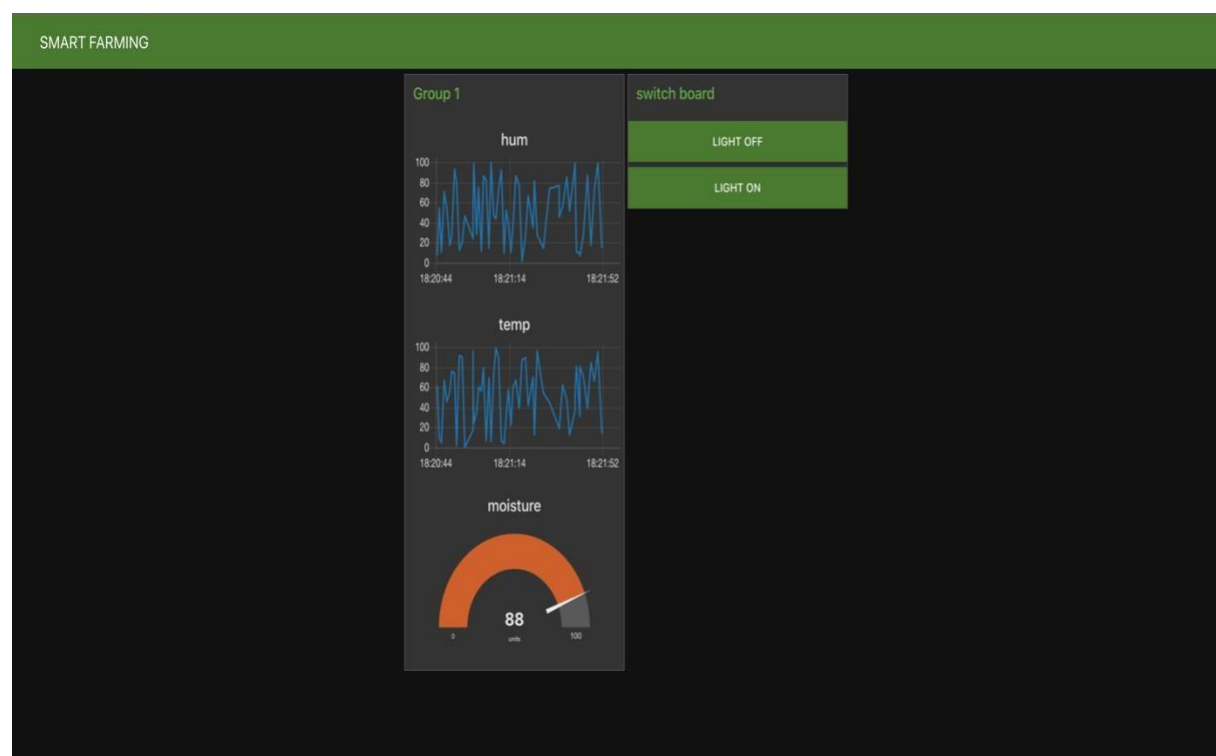 SMART FARMING
Group 1
hum
100
80
60
40
20
0
18:20:44 18:21:14 18:21:52
temp
100
80
60
40
20
0
18:20:44 18:21:14 18:21:52
moisture
88
units
0 100
switch board
LIGHT OFF
LIGHT ON